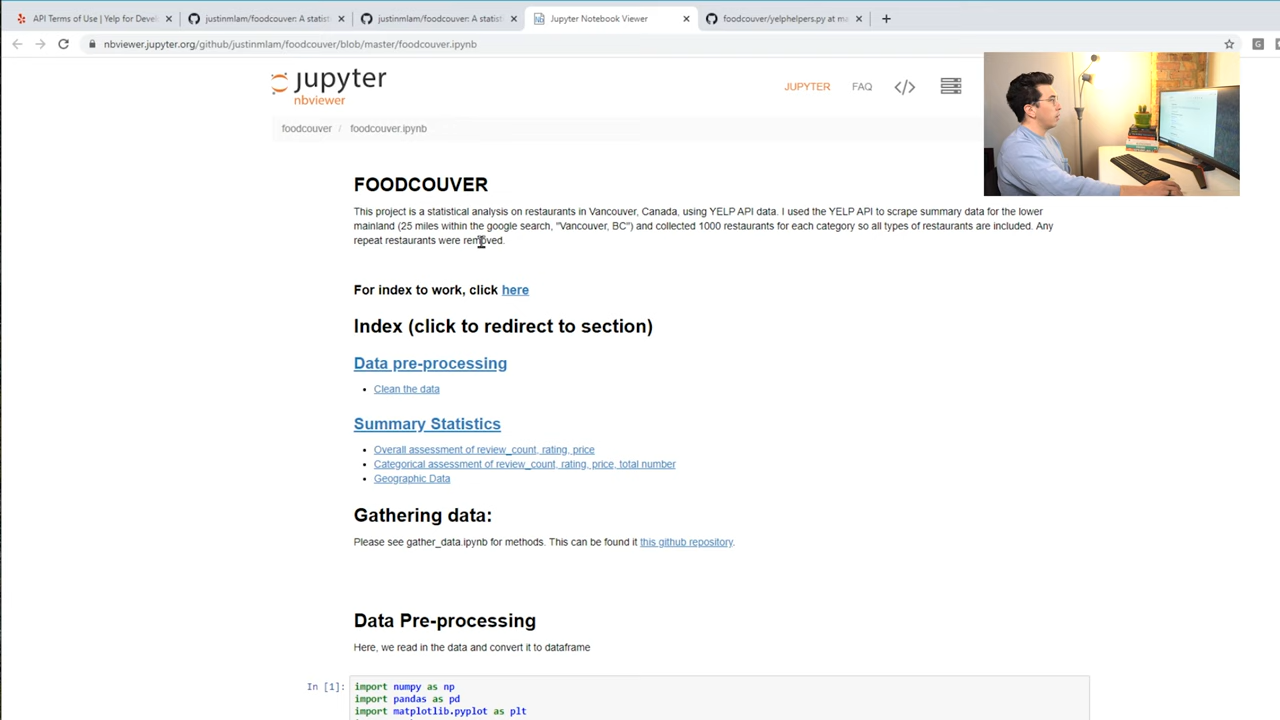 API Terms of Use | Yelp for Devel
justinmlam/foodcouver: A statist
justinmlam/foodcouver: A statist
Jupyter Notebook Viewer
foodcouver/yelphelpers.py at ma
nbviewer.jupyter.org/github/justinmlam/foodcouver/blob/master/foodcouver.ipynb
jupyter
nbviewer
JUPYTER FAQ </>
foodcouver / foodcouver.ipynb
FOODCOUVER
This project is a statistical analysis on restaurants in Vancouver, Canada, using YELP API data. I used the YELP API to scrape summary data for the lower
mainland (25 miles within the google search, "Vancouver, BC") and collected 1000 restaurants for each category so all types of restaurants are included. Any
repeat restaurants were removed.
For index to work, click here
Index (click to redirect to section)
Data pre-processing
• Clean the data
Summary Statistics
• Overall assessment of review_count, rating, price
• Categorical assessment of review_count, rating, price, total number
• Geographic Data
Gathering data:
Please see gather_data.ipynb for methods. This can be found it this github repository.
Data Pre-processing
Here, we read in the data and convert it to dataframe
In [1]: import numpy as np
import pandas as pd
import matplotlib.pyplot as plt